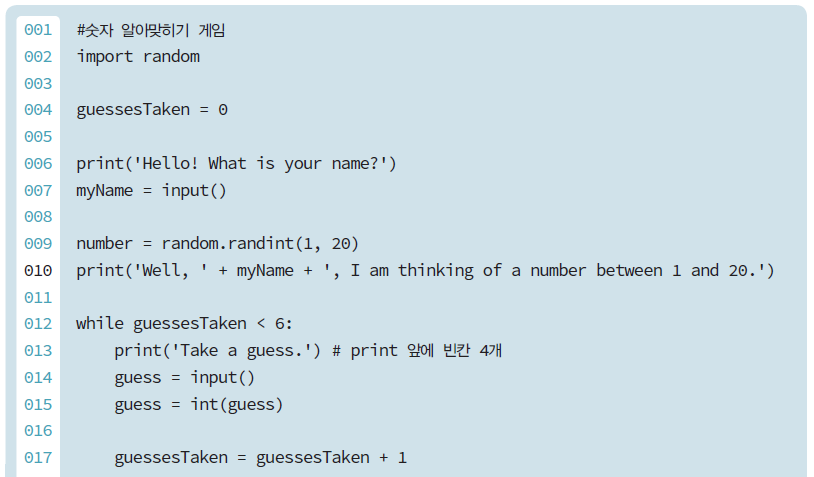 001 #숫자 알아맞히기 게임
002 import random
003
004 guessesTaken = 0
005
006 print('Hello! What is your name?')
007 myName = input()
008
009 number = random.randint(1, 20)
010 print('Well, ' + myName + ', I am thinking of a number between 1 and 20.')
011
012 while guessesTaken < 6:
013     print('Take a guess.') # print 앞에 빈칸 4개
014     guess = input()
015     guess = int(guess)
016
017     guessesTaken = guessesTaken + 1